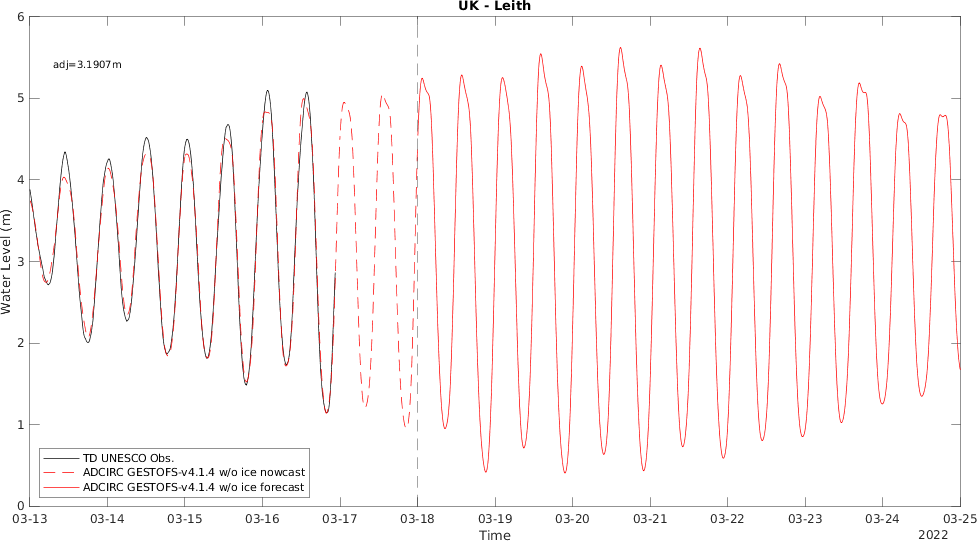 UK - Leith
6
adj=3.1907m
5
4
3
2
1
0
Water Level (m)
TD UNESCO Obs.
ADCIRC GESTOFS-v4.1.4 w/o ice nowcast
ADCIRC GESTOFS-v4.1.4 w/o ice forecast
03-13 03-14 03-15 03-16 03-17 03-18 03-19 03-20 03-21 03-22 03-23 03-24 03-25
Time
2022